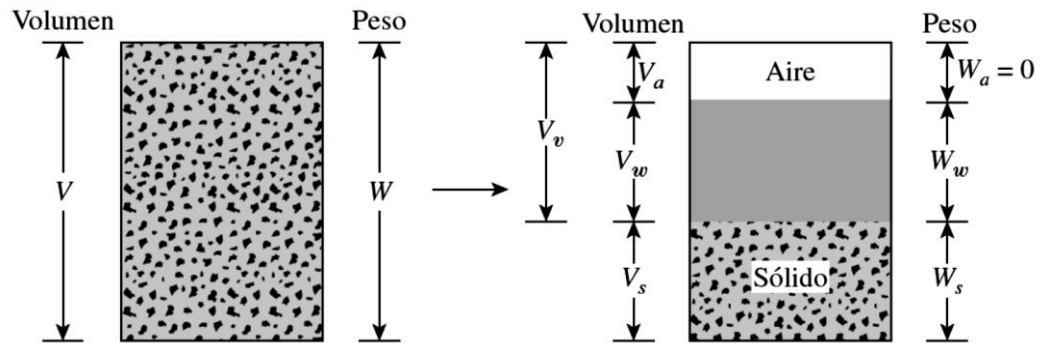 Volumen
Peso
V
W
Volumen
Peso
V_v
V_a
V_w
V_s
Aire
Sólido
W_a = 0
W_w
W_s